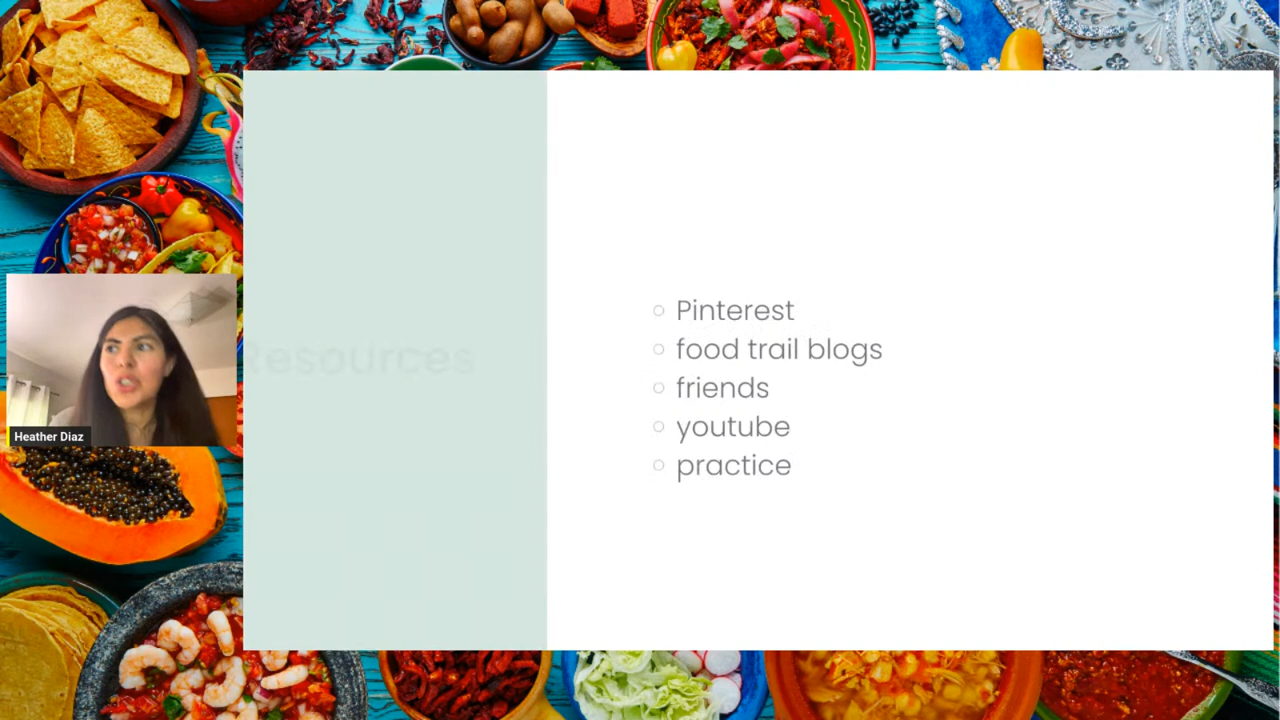 Resources
Pinterest
food trail blogs
friends
youtube
practice
Heather Diaz